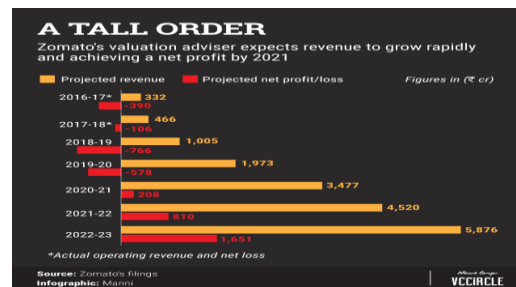 A TALL ORDER
Zomato's valuation adviser expects revenue to grow rapidly
and achieving a net profit by 2021
Projected revenue Projected net profit/loss Figures in (₹ cr)
2016-17* 332
-390
2017-18* 466
-106
2018-19 1,005
-766
2019-20 1,973
-578
2020-21 3,477
208
2021-22 4,520
810
2022-23 5,876
1,651
*Actual operating revenue and net loss
Source: Zomato's filings
Infographic: Manni
VCCIRCLE